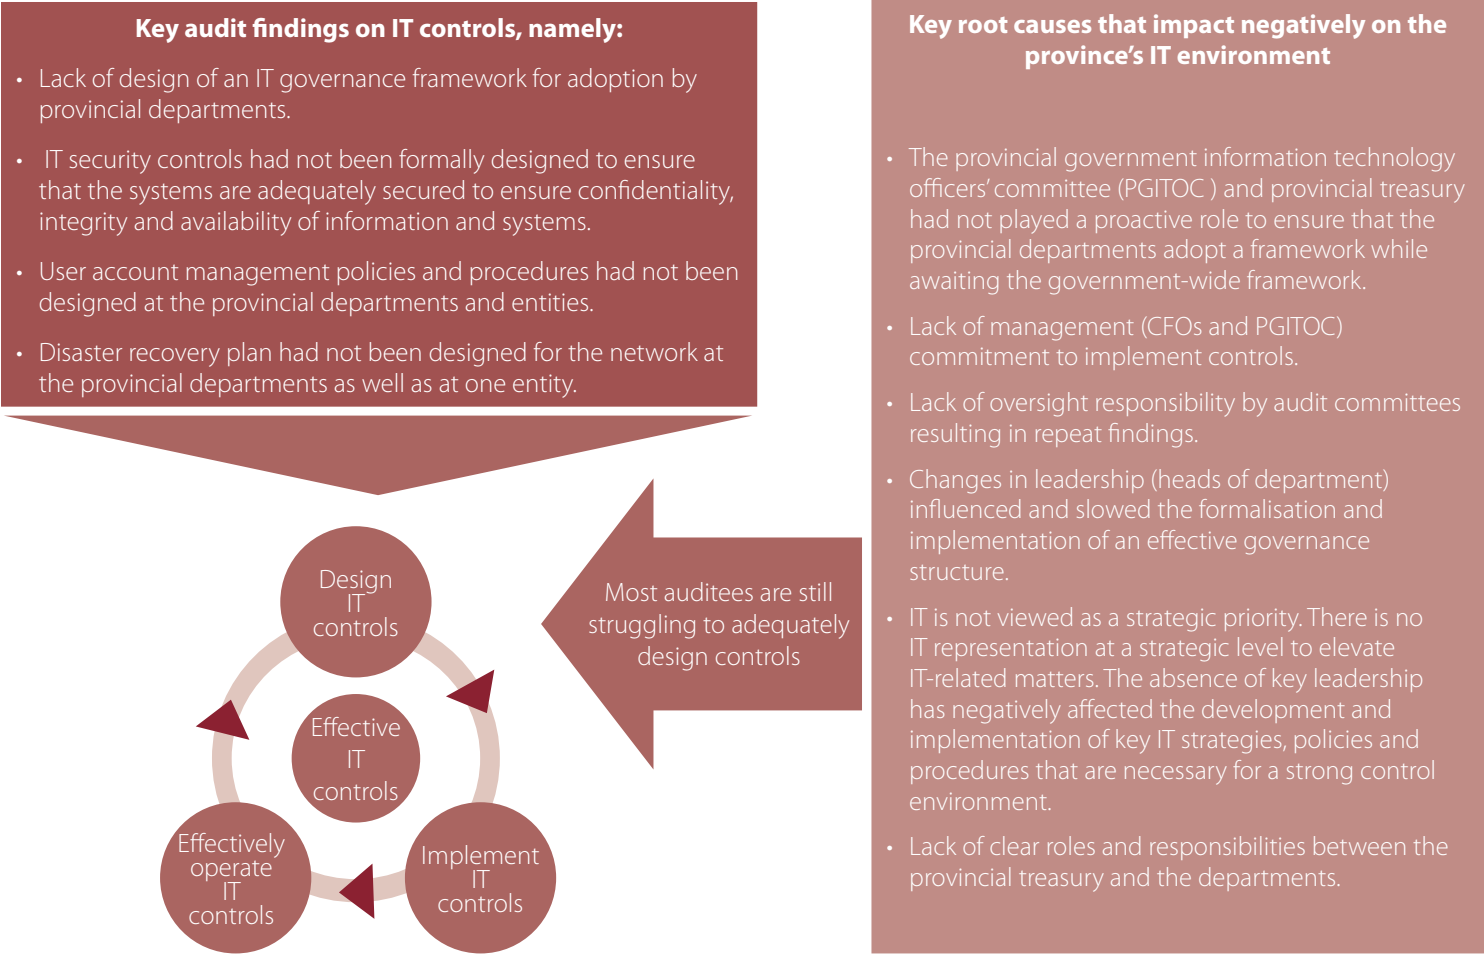 Key audit findings on IT controls, namely:
• Lack of design of an IT governance framework for adoption by
provincial departments.
• IT security controls had not been formally designed to ensure
that the systems are adequately secured to ensure confidentiality,
integrity and availability of information and systems.
• User account management policies and procedures had not been
designed at the provincial departments and entities.
• Disaster recovery plan had not been designed for the network at
the provincial departments as well as at one entity.
Design
IT
controls
Effective
IT
controls
Effectively
operate
IT
controls
Implement
IT
controls
Most auditees are still
struggling to adequately
design controls
Key root causes that impact negatively on the
province’s IT environment
• The provincial government information technology
officers’ committee (PGITOC ) and provincial treasury
had not played a proactive role to ensure that the
provincial departments adopt a framework while
awaiting the government-wide framework.
• Lack of management (CFOs and PGITOC)
commitment to implement controls.
• Lack of oversight responsibility by audit committees
resulting in repeat findings.
• Changes in leadership (heads of department)
influenced and slowed the formalisation and
implementation of an effective governance
structure.
• IT is not viewed as a strategic priority. There is no
IT representation at a strategic level to elevate
IT-related matters. The absence of key leadership
has negatively affected the development and
implementation of key IT strategies, policies and
procedures that are necessary for a strong control
environment.
• Lack of clear roles and responsibilities between the
provincial treasury and the departments.